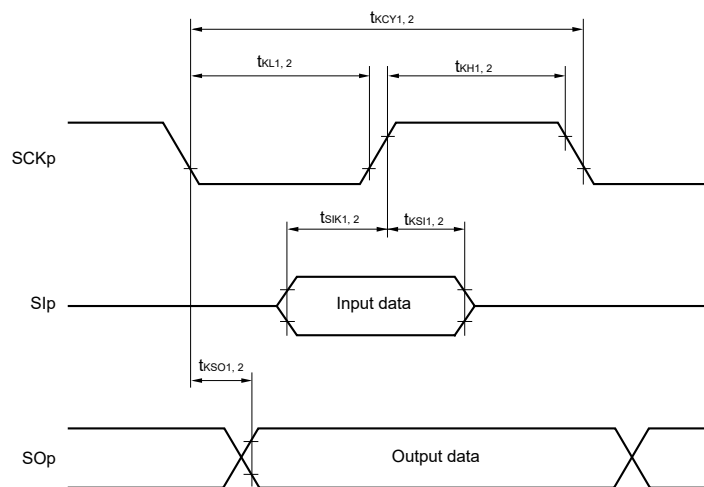 tKCY1, 2
tKL1, 2 tKH1, 2
SCKp
tSIK1, 2 tKSI1, 2
SIp Input data
tKSO1, 2
SOp Output data